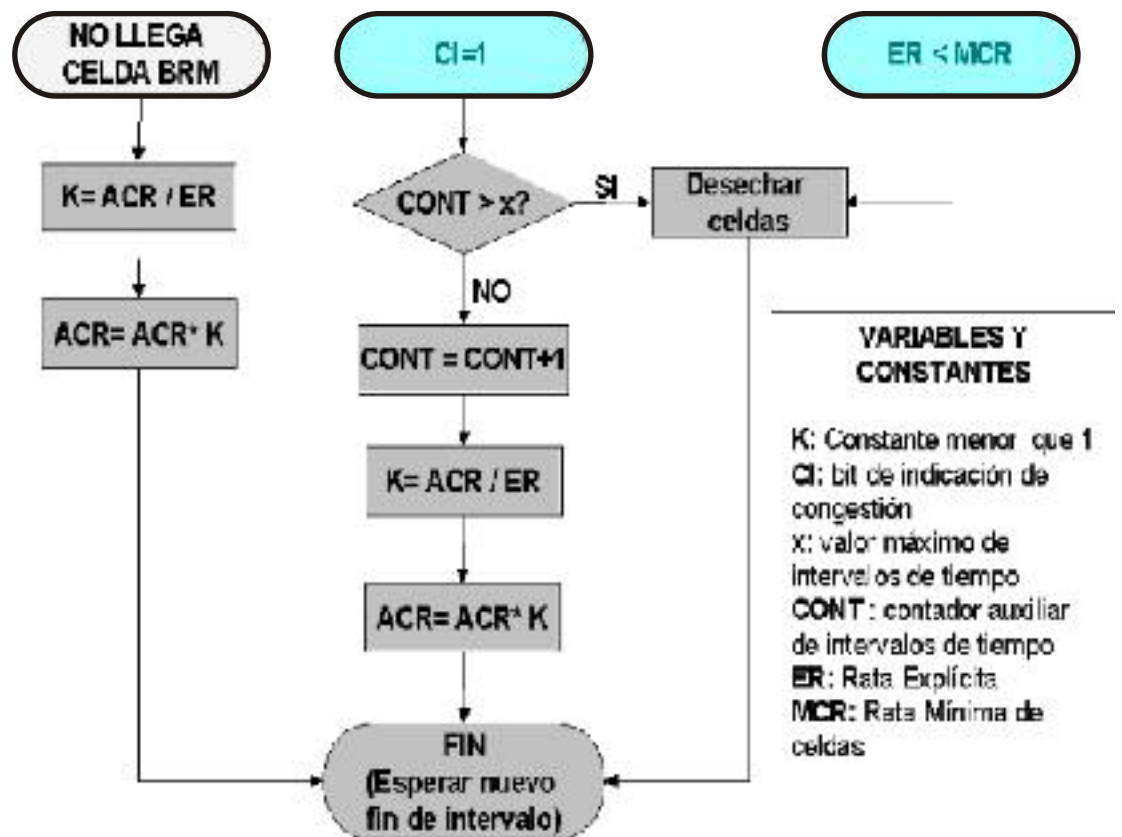 NO LLEGA
CELDA BRM
CI=1
ER < MCR
K= ACR / ER
CONT > x?
SI
Desechar
celdas
NO
ACR= ACR* K
CONT = CONT+1
K= ACR / ER
ACR= ACR* K
FIN
(Esperar nuevo
fin de intervalo)
VARIABLES Y
CONSTANTES
K: Constante menor que 1
CI: bit de indicación de
congestión
x: valor máximo de
intervalos de tiempo
CONT : contador auxiliar
de intervalos de tiempo
ER: Rata Explícita
MCR: Rata Mínima de
celdas